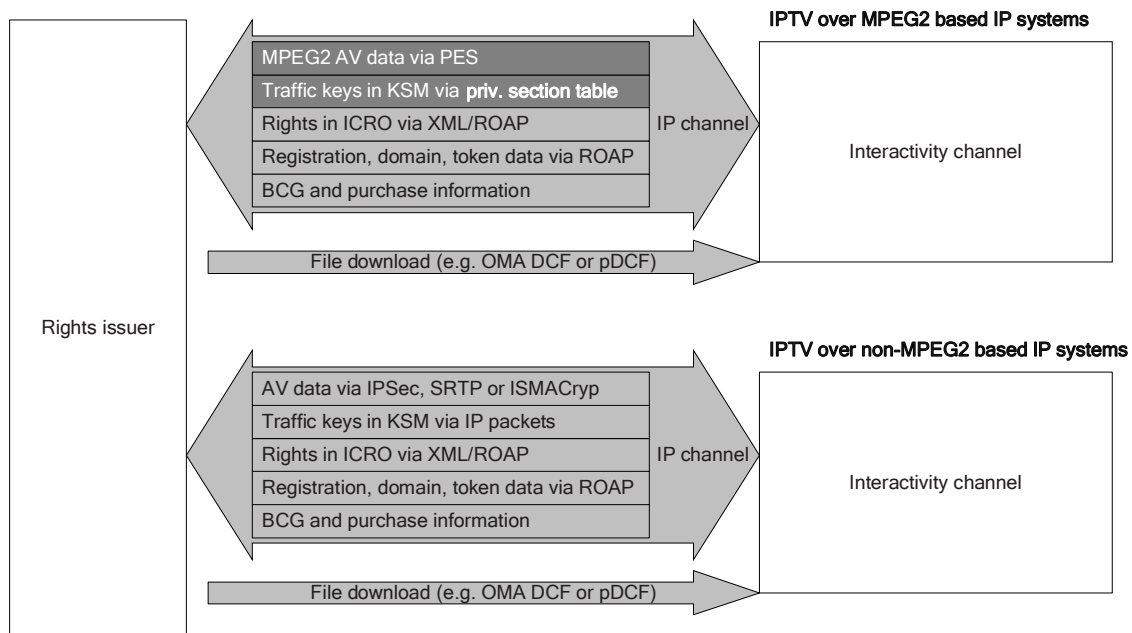 IPTV over MPEG2 based IP systems
MPEG2 AV data via PES
Traffic keys in KSM via priv. section table
Rights in ICRO via XML/ROAP
IP channel
Registration, domain, token data via ROAP
BCG and purchase information
Interactivity channel
File download (e.g. OMA DCF or pDCF)
Rights issuer
IPTV over non-MPEG2 based IP systems
AV data via IPSec, SRTP or ISMACryp
Traffic keys in KSM via IP packets
Rights in ICRO via XML/ROAP
IP channel
Registration, domain, token data via ROAP
BCG and purchase information
Interactivity channel
File download (e.g. OMA DCF or pDCF)